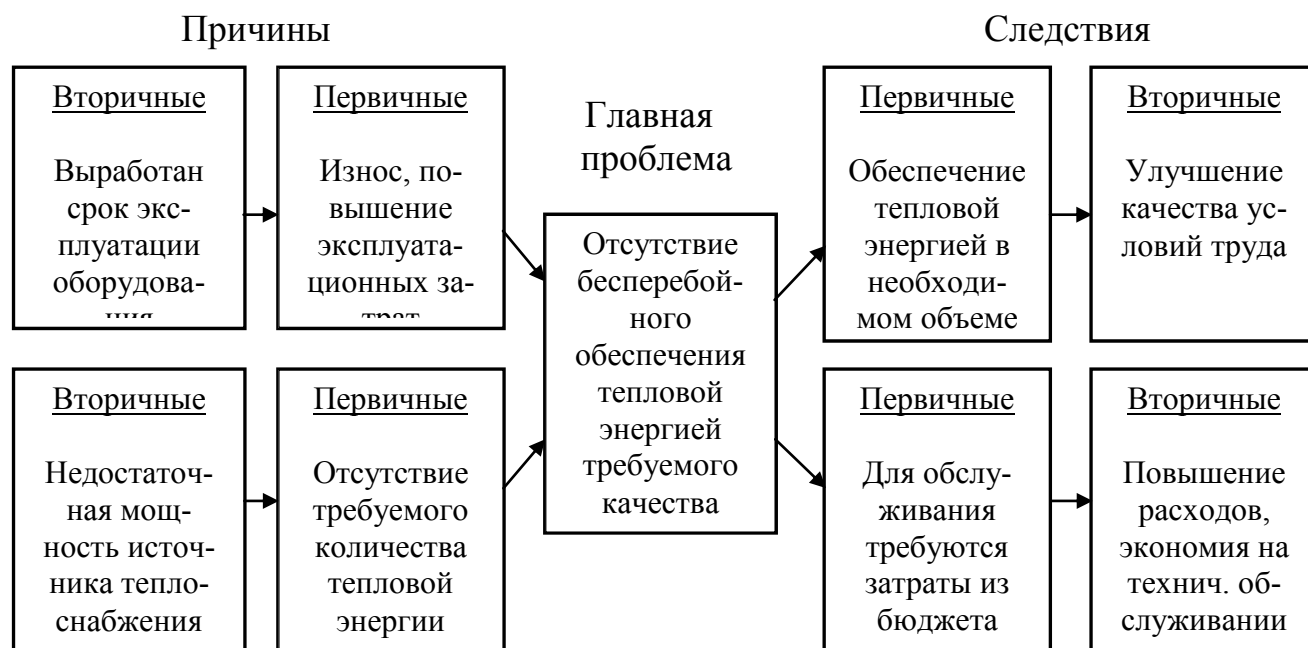 Причины
Следствия
Вторичные
Выработан
срок экс-
плуатации
оборудова-
ния
Первичные
Износ, по-
вышение
эксплуата-
ционных за-
трат
Главная
проблема
Отсутствие
бесперебой-
ного
обеспечения
тепловой
энергией
требуемого
качества
Первичные
Обеспечение
тепловой
энергией в
необходи-
мом объеме
Вторичные
Улучшение
качества ус-
ловий труда
Вторичные
Недостаточ-
ная мощ-
ность источ-
ника тепло-
снабжения
Первичные
Отсутствие
требуемого
количества
тепловой
энергии
Первичные
Для обслу-
живания
требуются
затраты из
бюджета
Вторичные
Повышение
расходов,
экономия на
технич. об-
служивании